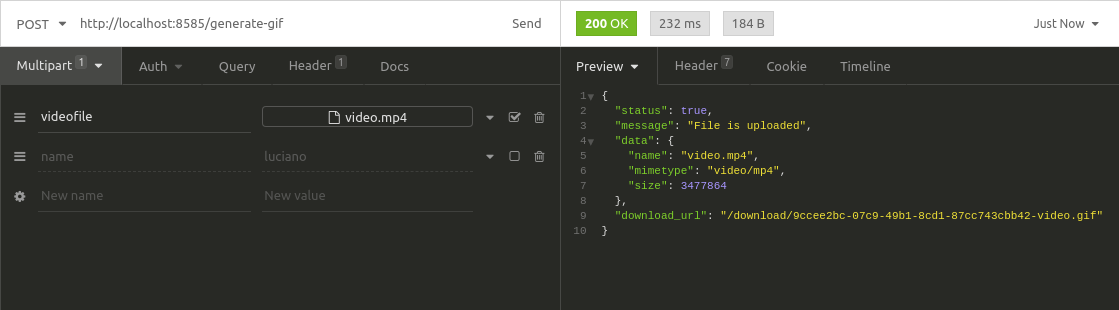 POST http://localhost:8585/generate-gif Send
200 OK 232 ms 184 B Just Now
Multipart 1 Auth Query Header 1 Docs
Preview Header 7 Cookie Timeline
videofile video.mp4
name luciano
New name New value
1 {
2 "status": true,
3 "message": "File is uploaded",
4 "data": {
5 "name": "video.mp4",
6 "mimetype": "video/mp4",
7 "size": 3477864
8 },
9 "download_url": "/download/9ccee2bc-07c9-49b1-8cd1-87cc743cbb42-video.gif"
10 }